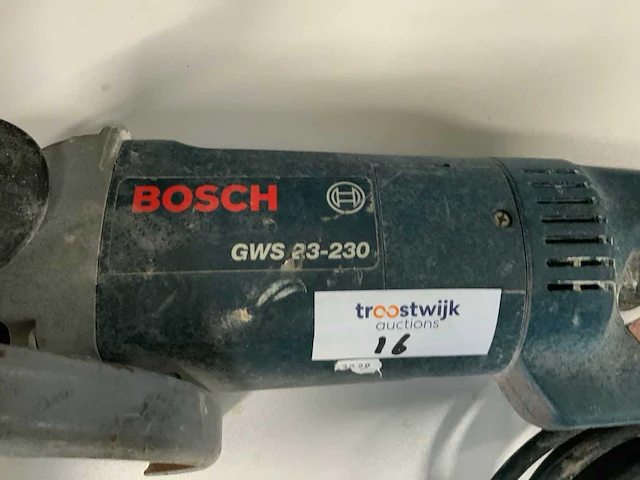 BOSCH
GWS 23-230
troostwijk
auctions
16